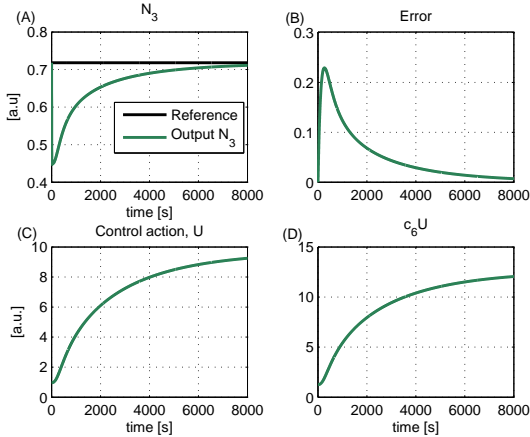 (A)
N₃
0.8
0.7
0.6
0.5
0.4
[a.u]
Reference
Output N₃
0 2000 4000 6000 8000
time [s]
(B)
Error
0.3
0.2
0.1
0
0 2000 4000 6000 8000
time [s]
(C)
Control action, U
10
8
6
4
2
0
[a.u.]
0 2000 4000 6000 8000
time [s]
(D)
c₆U
15
10
5
0
0 2000 4000 6000 8000
time [s]